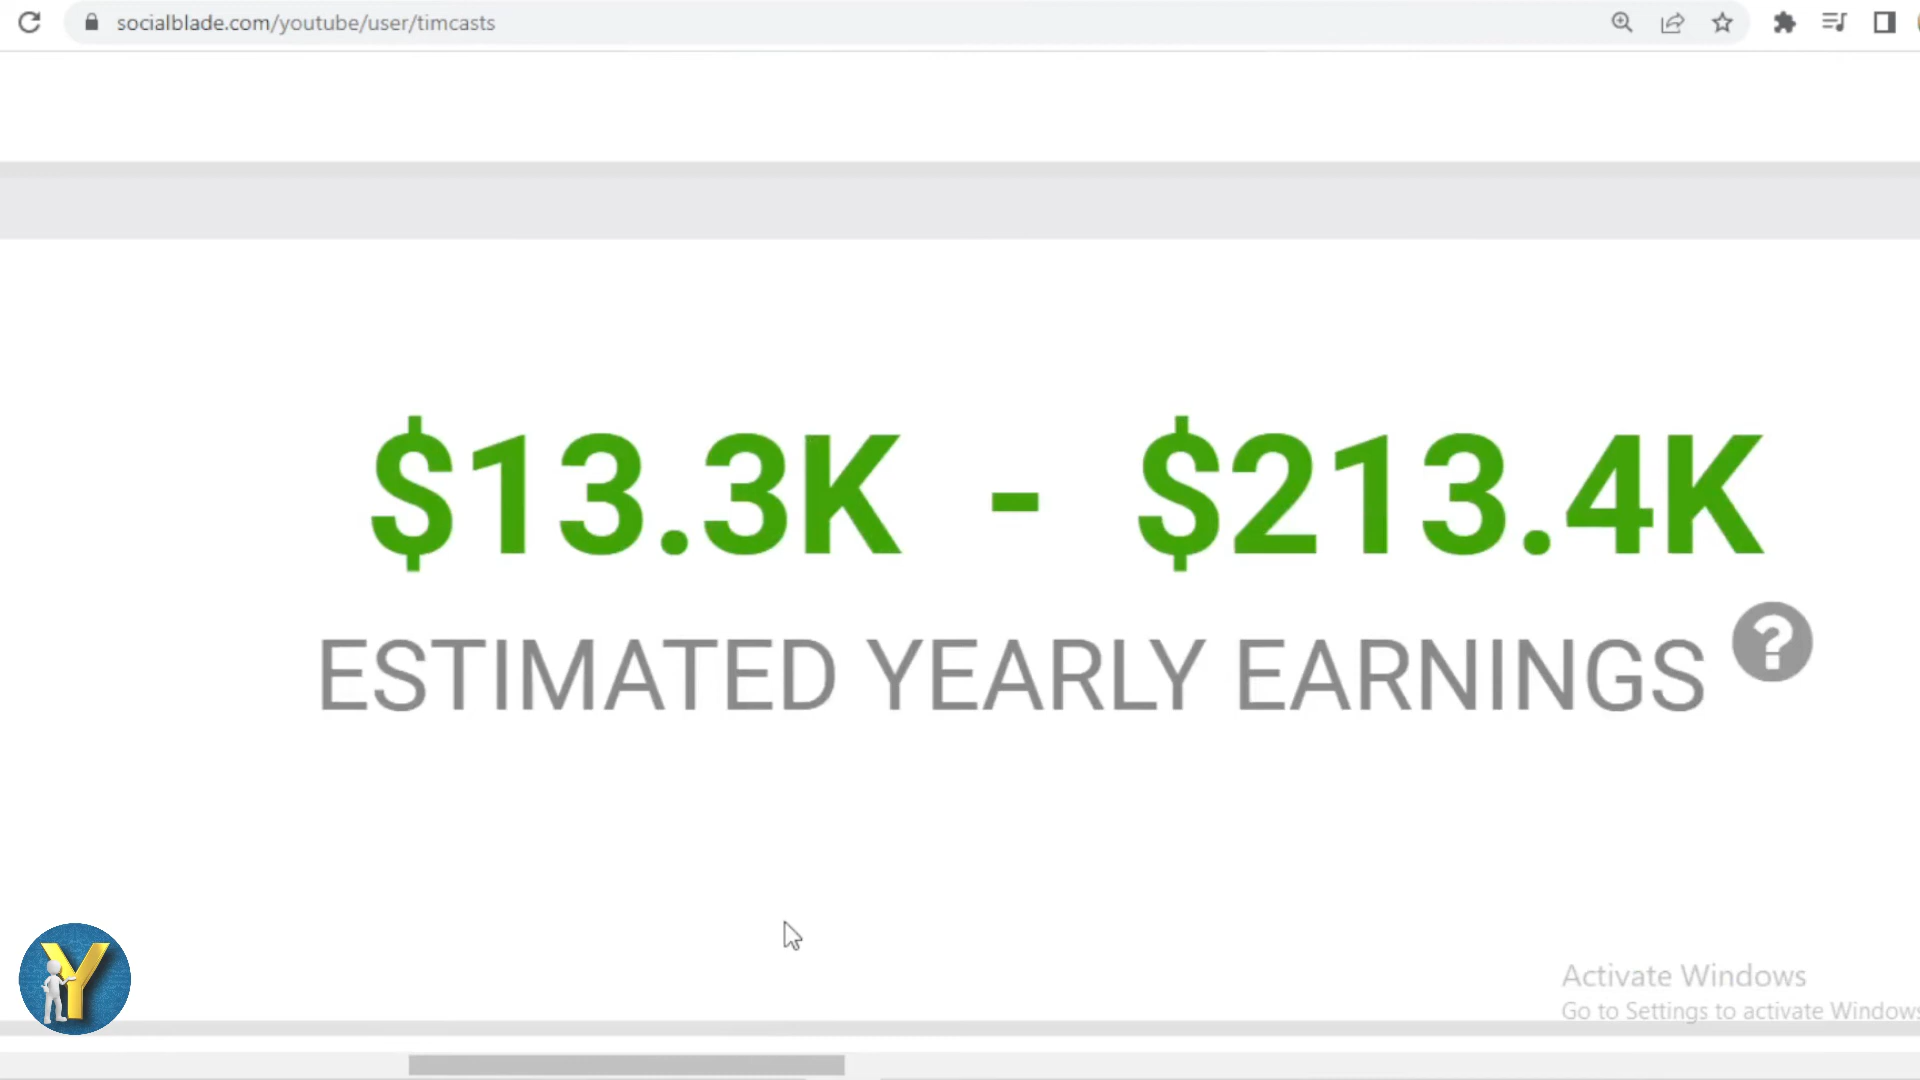 socialblade.com/youtube/user/timcasts
$13.3K - $213.4K
ESTIMATED YEARLY EARNINGS ?
Y
Activate Windows
Go to Settings to activate Windows